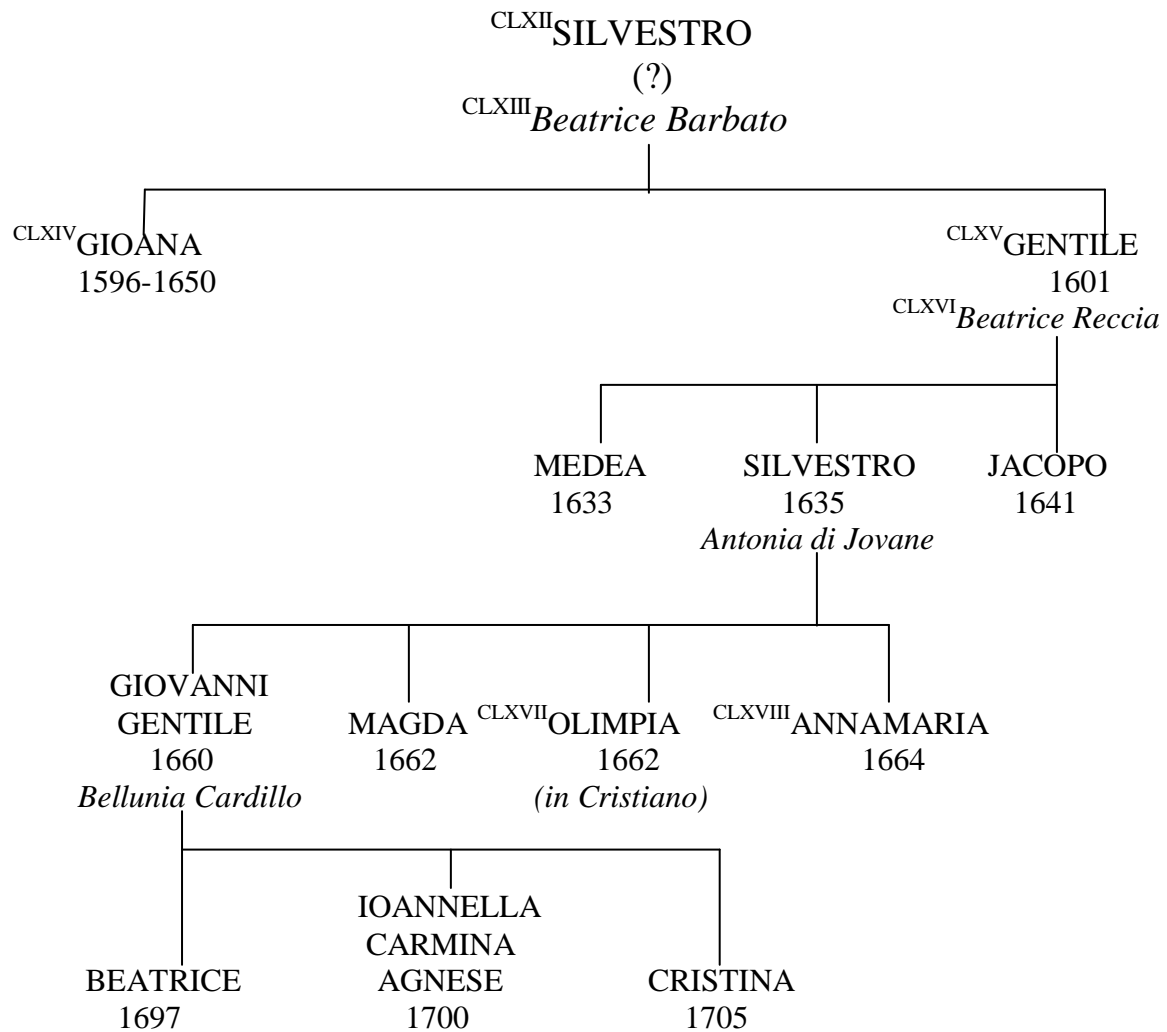 CLXIISILVESTRO
(?)
CLXIIIBeatrice Barbato
CLXIVGIOANA
1596-1650
CLXVGENTILE
1601
CLXVIBeatrice Reccia
MEDEA
1633
SILVESTRO
1635
Antonia di Jovane
JACOPO
1641
GIOVANNI
GENTILE
1660
Bellunia Cardillo
MAGDA
1662
CLXVIIOLIMPIA
1662
(in Cristiano)
CLXVIIIANNAMARIA
1664
BEATRICE
1697
IOANNELLA
CARMINA
AGNESE
1700
CRISTINA
1705